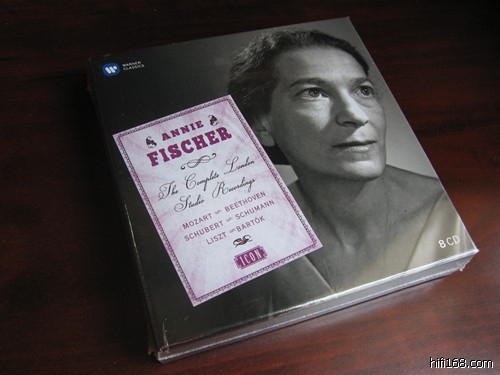 WARNER
CLASSICS
ANNIE
FISCHER
The Complete London
Studio Recordings
MOZART BEETHOVEN
SCHUBERT SCHUMANN
LISZT BARTÓK
ICON
8 CD
hifi168.com